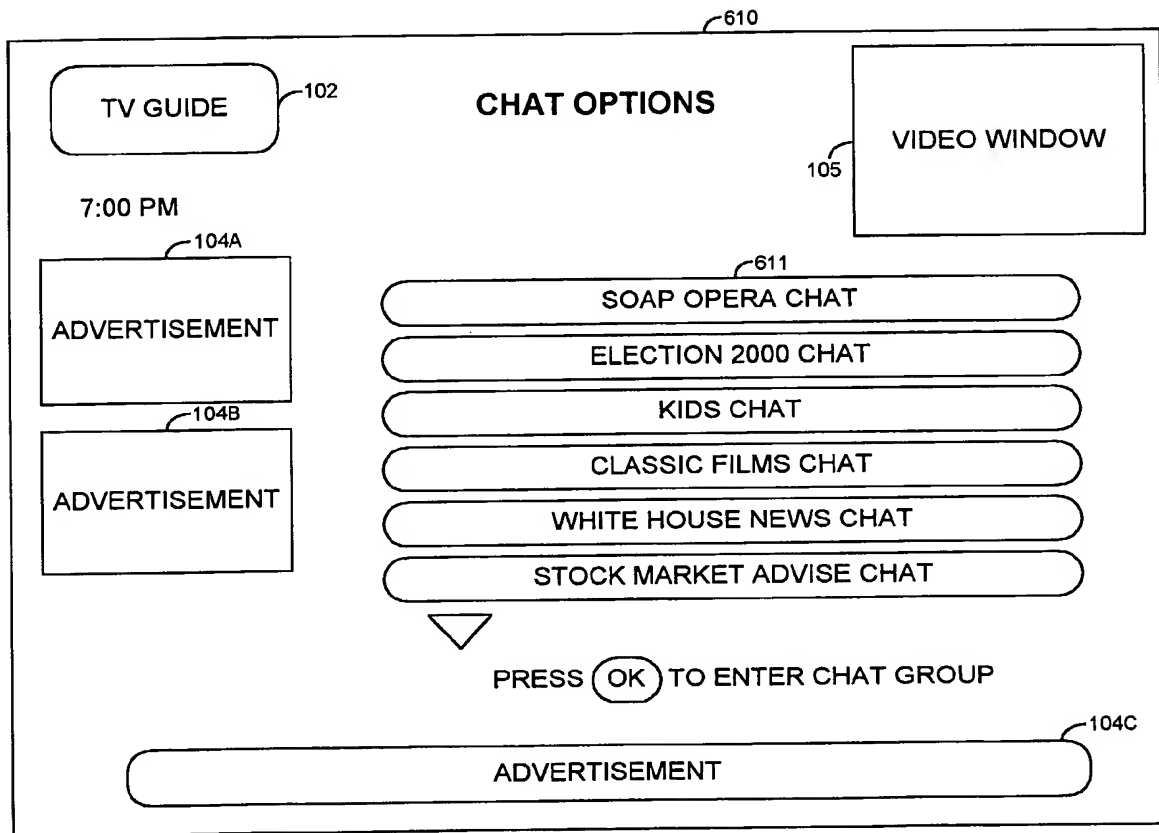 610
TV GUIDE
102
CHAT OPTIONS
VIDEO WINDOW
105
7:00 PM
104A
ADVERTISEMENT
104B
ADVERTISEMENT
611
SOAP OPERA CHAT
ELECTION 2000 CHAT
KIDS CHAT
CLASSIC FILMS CHAT
WHITE HOUSE NEWS CHAT
STOCK MARKET ADVISE CHAT
PRESS OK TO ENTER CHAT GROUP
104C
ADVERTISEMENT